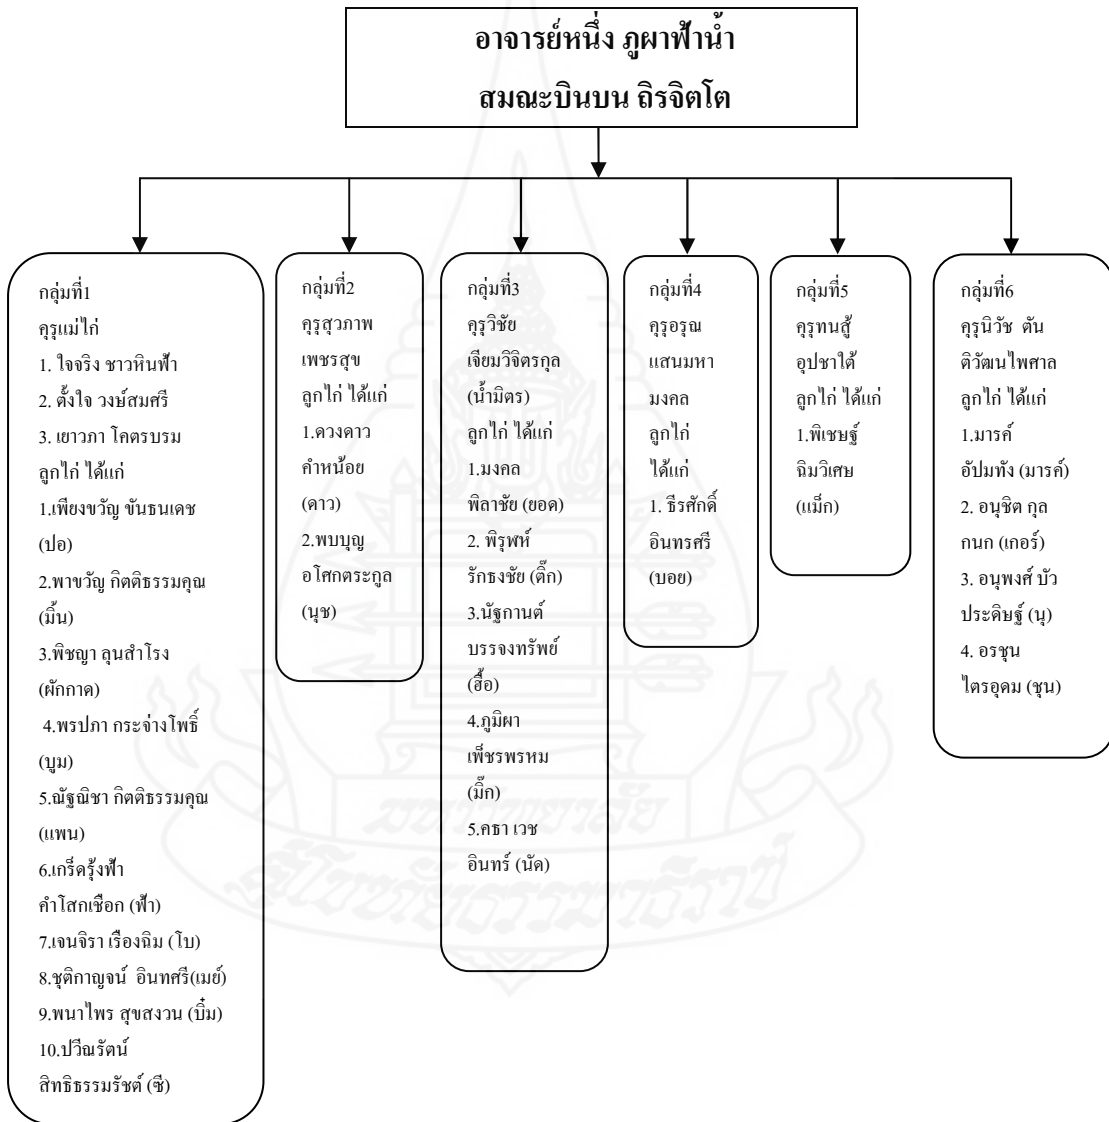 อาจารย์หนึ่ง ภูผาฟ้าน้ำ
สมณะบินบน ถิรจิตโต
กลุ่มที่1
คุรุแม่ไก่
1. ใจจริง ชาวหินฟ้า
2. ตั้งใจ วงษ์สมศรี
3. เยาวภา โคตรบรม
ลูกไก่ ได้แก่
1.เพียงขวัญ ขันธนเดช
(ปอ)
2.พาขวัญ กิตติธรรมคุณ
(มิ้น)
3.พิชญา ลุนสำโรง
(ผักกาด)
4.พรปภา กระจ่างโพธิ์
(บูม)
5.ณัฐณิชา กิตติธรรมคุณ
(แพน)
6.เกร็ดรุ้งฟ้า
คำโสกเชือก (ฟ้า)
7.เจนจิรา เรืองฉิม (โบ)
8.ชุติกาญจน์ อินทศรี(เมย์)
9.พนาไพร สุขสงวน (บิ๋ม)
10.ปวีณรัตน์
สิทธิธรรมรัชต์ (ซี)
กลุ่มที่2
คุรุสุวภาพ
เพชรสุข
ลูกไก่ ได้แก่
1.ดวงดาว
คำหน้อย
(ดาว)
2.พบบุญ
อโศกตระกูล
(นุช)
กลุ่มที่3
คุรุวิชัย
เจียมวิจิตรกุล
(น้ำมิตร)
ลูกไก่ ได้แก่
1.มงคล
พิลาชัย (ยอด)
2. พิรุฬห์
รักธงชัย (ติ๊ก)
3.นัฐกานต์
บรรจงทรัพย์
(ฮื้อ)
4.ภูมิผา
เพ็ชรพรหม
(มิ๊ก)
5.คธา เวช
อินทร์ (นัด)
กลุ่มที่4
คุรุอรุณ
แสนมหา
มงคล
ลูกไก่
ได้แก่
1. ธีรศักดิ์
อินทรศรี
(บอย)
กลุ่มที่5
คุรุทนสู้
อุปชาใต้
ลูกไก่ ได้แก่
1.พิเชษฐ์
ฉิมวิเศษ
(แม็ก)
กลุ่มที่6
คุรุนิวัช ตัน
ติวัฒนไพศาล
ลูกไก่ ได้แก่
1.มารค์
อัปมทัง (มารค์)
2. อนุชิต กุล
กนก (เกอร์)
3. อนุพงศ์ บัว
ประดิษฐ์ (นุ)
4. อรชุน
ไตรอุดม (ชุน)
มหาวิทยาลัย
สุโขทัยธรรมาธิราช